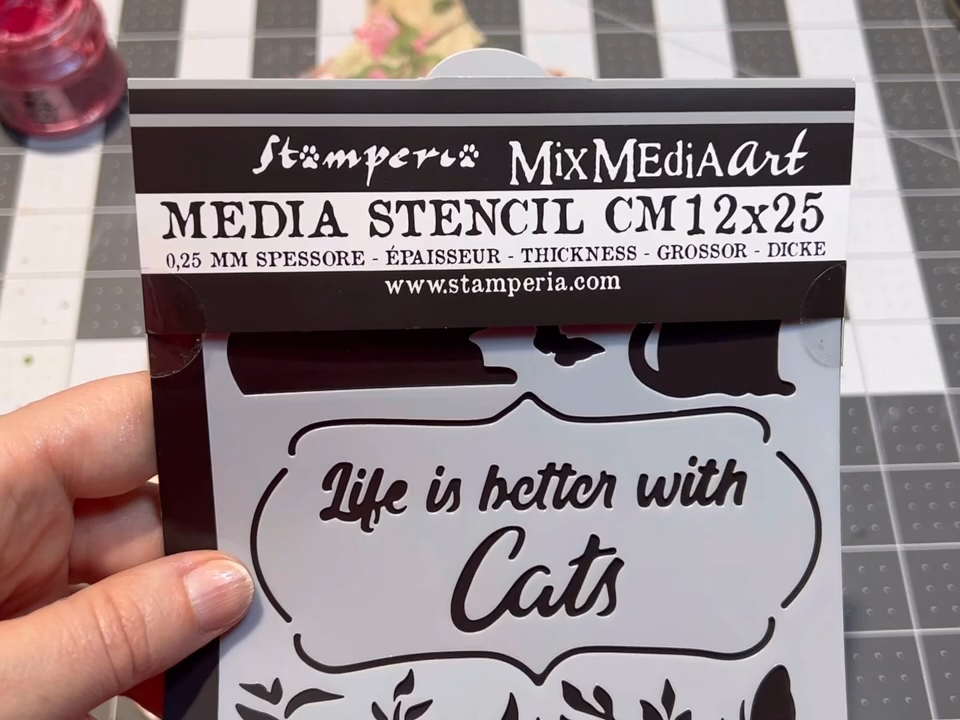 Stamperia MixMediaArt
MEDIA STENCIL CM12x25
0,25 MM SPESSORE - ÉPAISSEUR - THICKNESS - GROSSOR - DICKE
www.stamperia.com
Life is better with
Cats